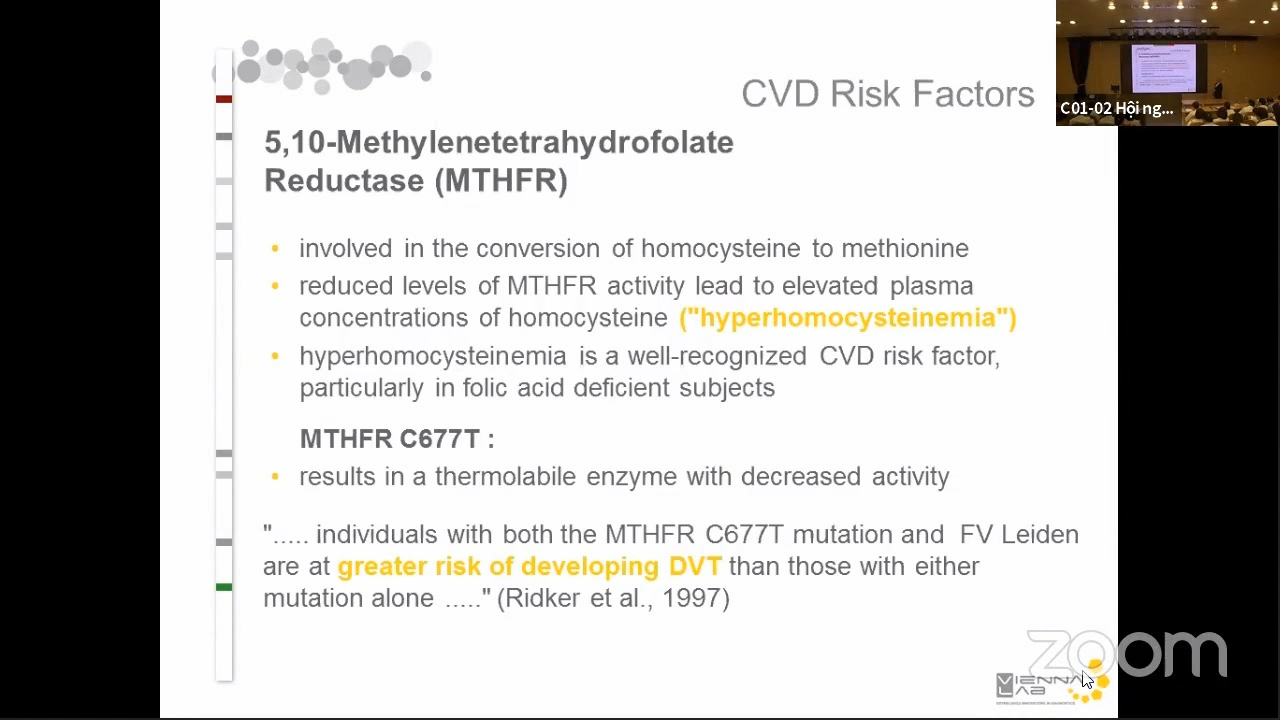 CVD Risk Factors
C01-02 Hội ng...
5,10-Methylenetetrahydrofolate
Reductase (MTHFR)
• involved in the conversion of homocysteine to methionine
• reduced levels of MTHFR activity lead to elevated plasma
concentrations of homocysteine ("hyperhomocysteinemia")
• hyperhomocysteinemia is a well-recognized CVD risk factor,
particularly in folic acid deficient subjects
MTHFR C677T :
• results in a thermolabile enzyme with decreased activity
"..... individuals with both the MTHFR C677T mutation and FV Leiden
are at greater risk of developing DVT than those with either
mutation alone ....." (Ridker et al., 1997)
zoom
VIENNA
LAB